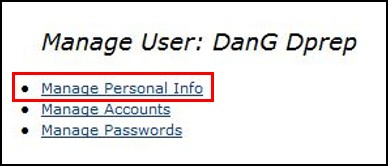 Manage User: DanG Dprep
Manage Personal Info
Manage Accounts
Manage Passwords